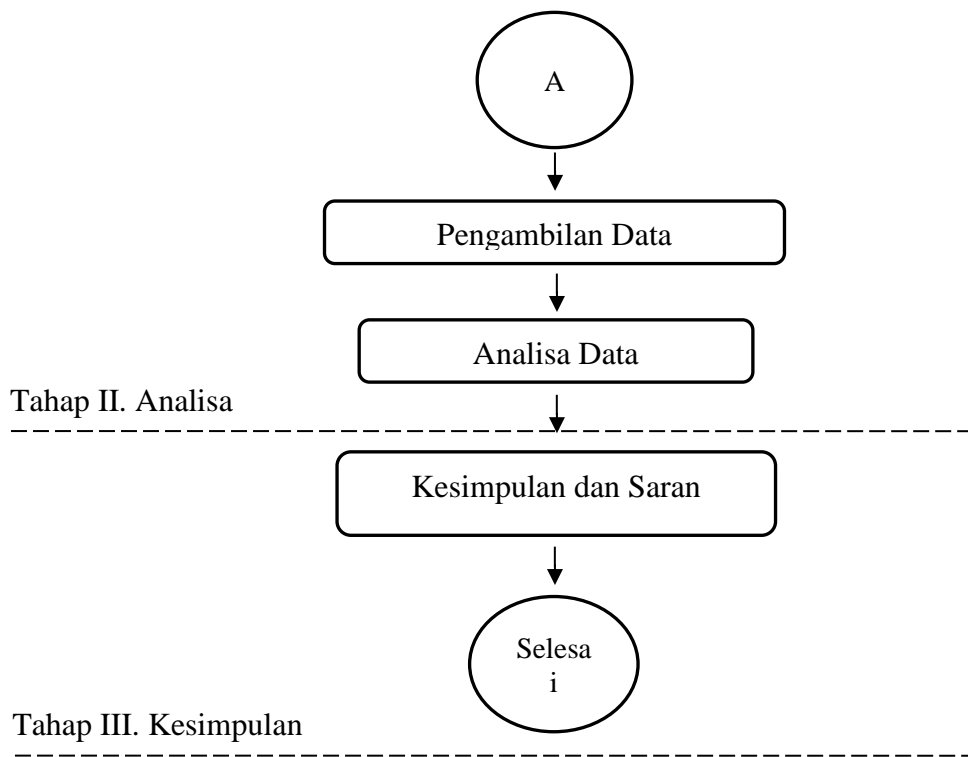 A
Pengambilan Data
Analisa Data
Tahap II. Analisa
Kesimpulan dan Saran
Selesa
i
Tahap III. Kesimpulan